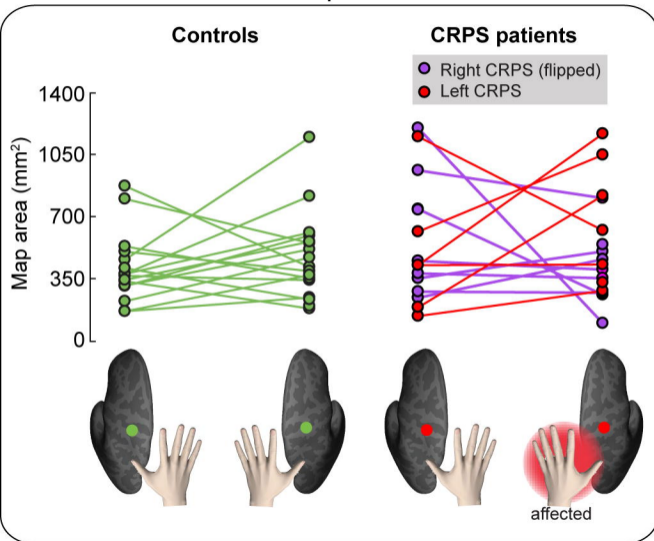 Controls
CRPS patients
Right CRPS (flipped)
Left CRPS
Map area (mm²)
1400
1050
700
350
0
affected